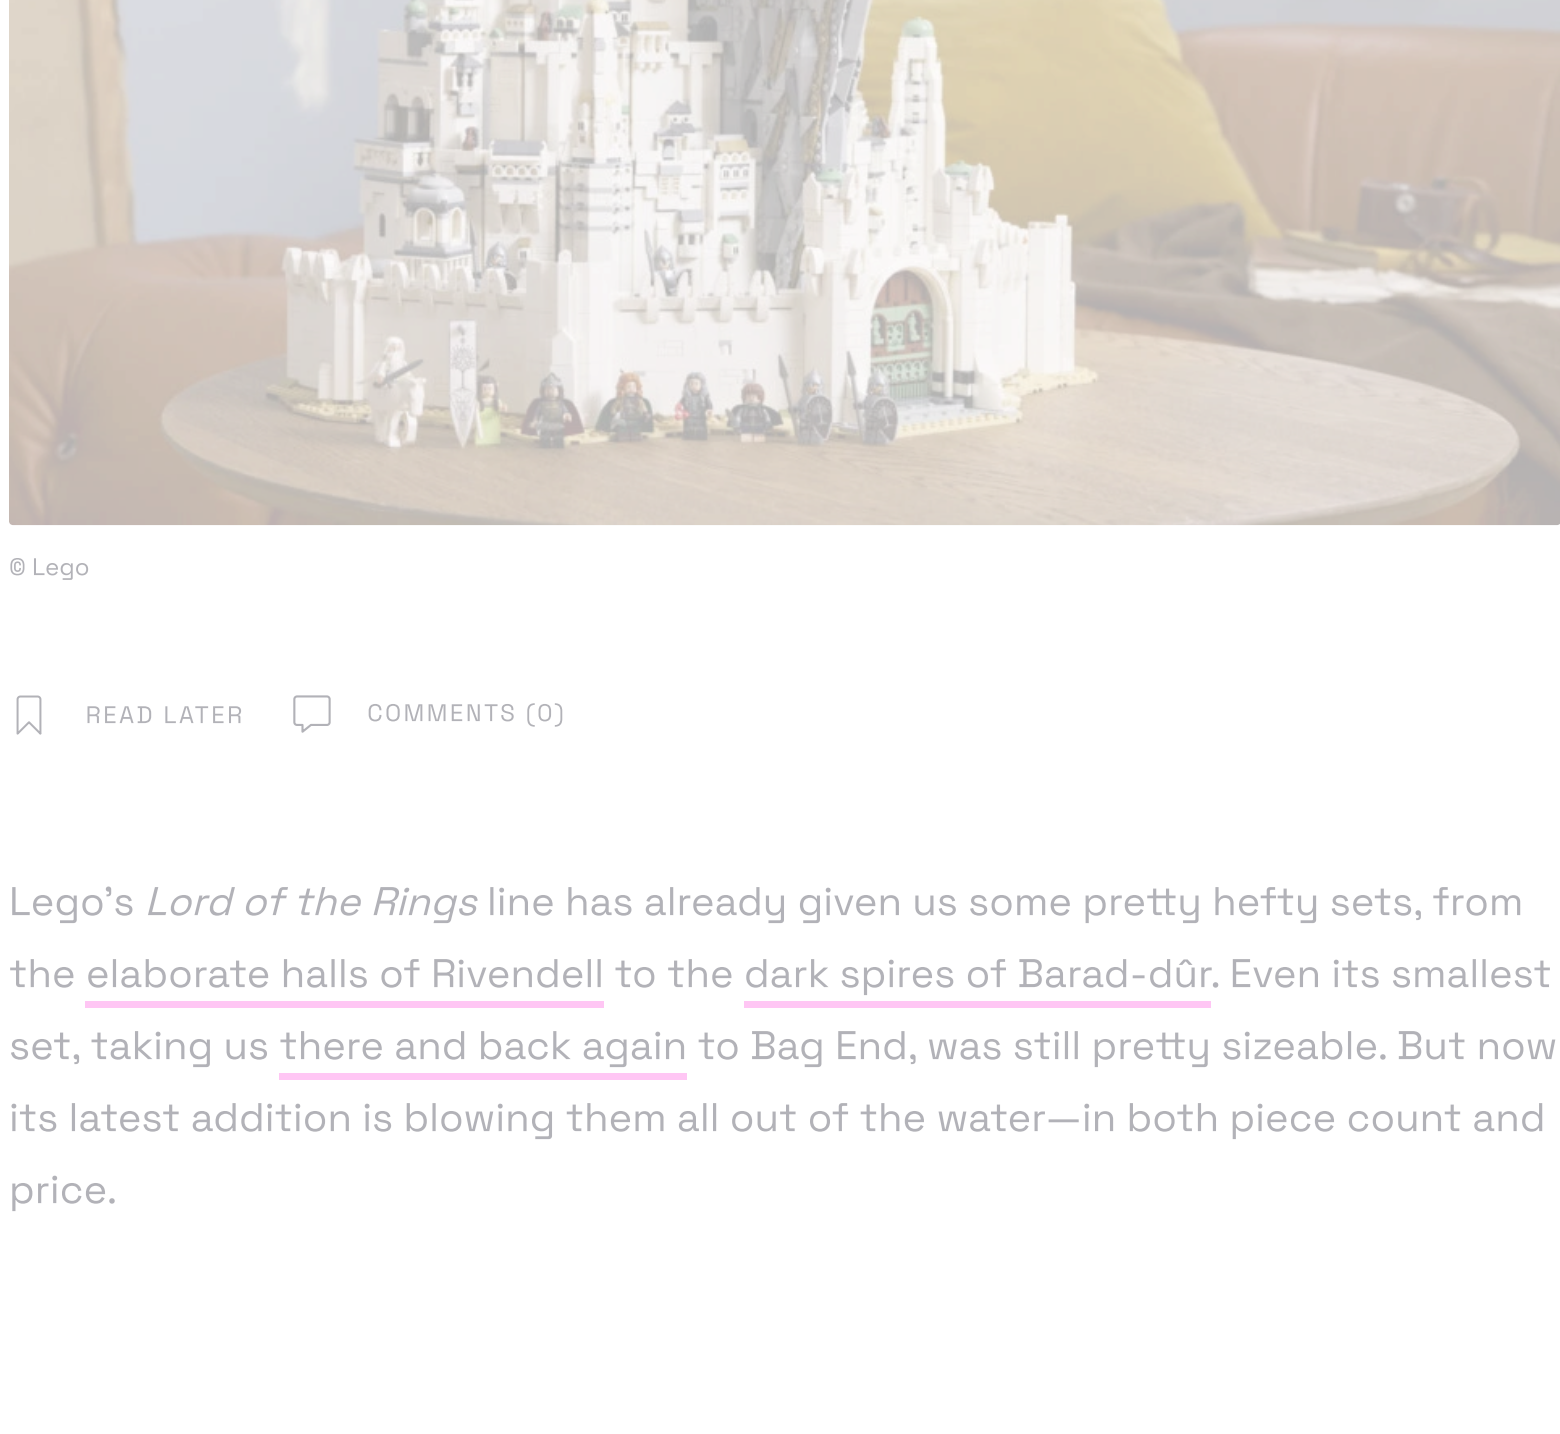 © Lego
READ LATER
COMMENTS (0)
Lego’s Lord of the Rings line has already given us some pretty hefty sets, from
the elaborate halls of Rivendell to the dark spires of Barad-dûr. Even its smallest
set, taking us there and back again to Bag End, was still pretty sizeable. But now
its latest addition is blowing them all out of the water—in both piece count and
price.